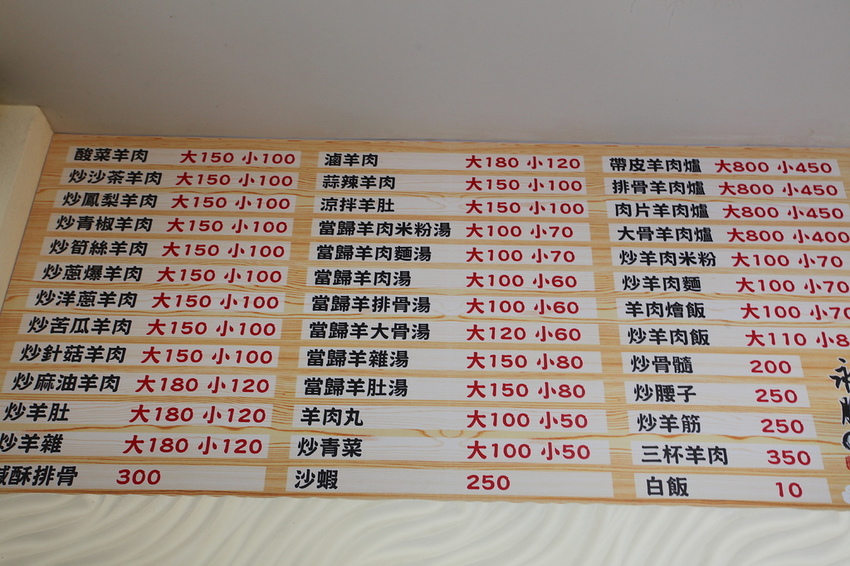 酸菜羊肉 大150 小100
炒沙茶羊肉 大150 小100
炒鳳梨羊肉 大150 小100
炒青椒羊肉 大150 小100
炒筍絲羊肉 大150 小100
炒蔥爆羊肉 大150 小100
炒洋蔥羊肉 大150 小100
炒苦瓜羊肉 大150 小100
炒針菇羊肉 大150 小100
炒麻油羊肉 大180 小120
炒羊肚 大180 小120
炒羊雜 大180 小120
鹹酥排骨 300
滷羊肉 大180 小120
蒜辣羊肉 大150 小100
涼拌羊肚 大150 小100
當歸羊肉米粉湯 大100 小70
當歸羊肉麵湯 大100 小70
當歸羊肉湯 大100 小60
當歸羊排骨湯 大100 小60
當歸羊大骨湯 大120 小60
當歸羊雜湯 大150 小80
當歸羊肚湯 大150 小80
羊肉丸 大100 小50
炒青菜 大100 小50
沙蝦 250
帶皮羊肉爐 大800 小450
排骨羊肉爐 大800 小450
肉片羊肉爐 大800 小450
大骨羊肉爐 大800 小400
炒羊肉米粉 大100 小70
炒羊肉麵 大100 小70
羊肉燴飯 大100 小70
炒羊肉飯 大110 小8
炒骨髓 200
炒腰子 250
炒羊筋 250
三杯羊肉 350
白飯 10